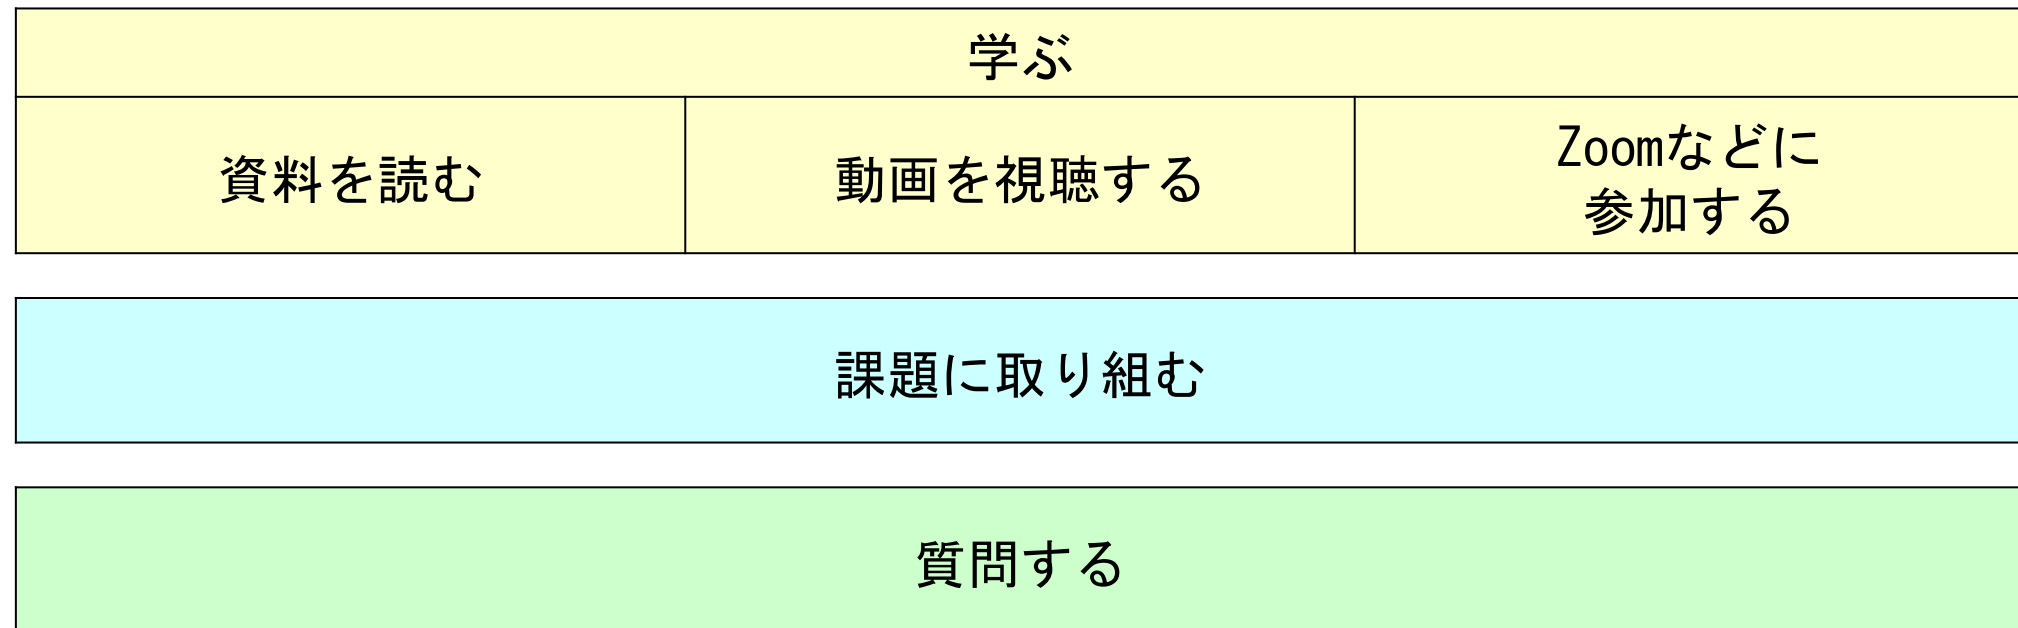 学ぶ
資料を読む
動画を視聴する
Zoomなどに
参加する
課題に取り組む
質問する